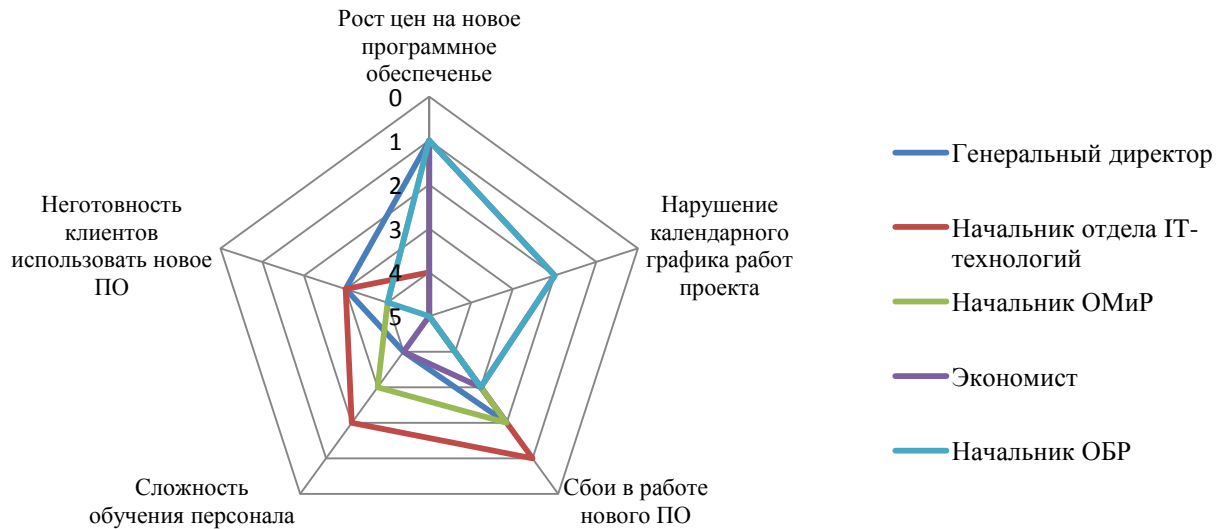 Рост цен на новое
программное
обеспеченье
0
1
2
3
4
5
Нарушение
календарного
графика работ
проекта
Сбои в работе
нового ПО
Сложность
обучения персонала
Неготовность
клиентов
использовать новое
ПО
Генеральный директор
Начальник отдела IT-
технологий
Начальник ОМиР
Экономист
Начальник ОБР